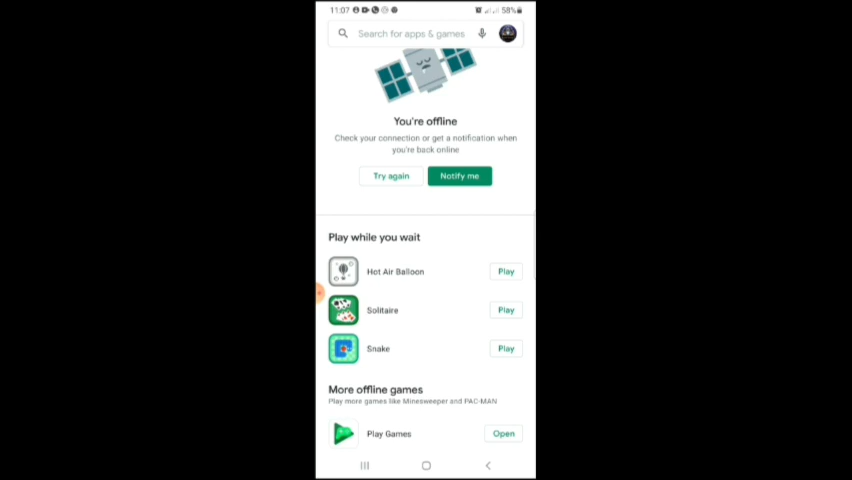 11:07 58%
Search for apps & games
You're offline
Check your connection or get a notification when
you're back online
Try again Notify me
Play while you wait
Hot Air Balloon Play
Solitaire Play
Snake Play
More offline games
Play more games like Minesweeper and PAC-MAN
Play Games Open